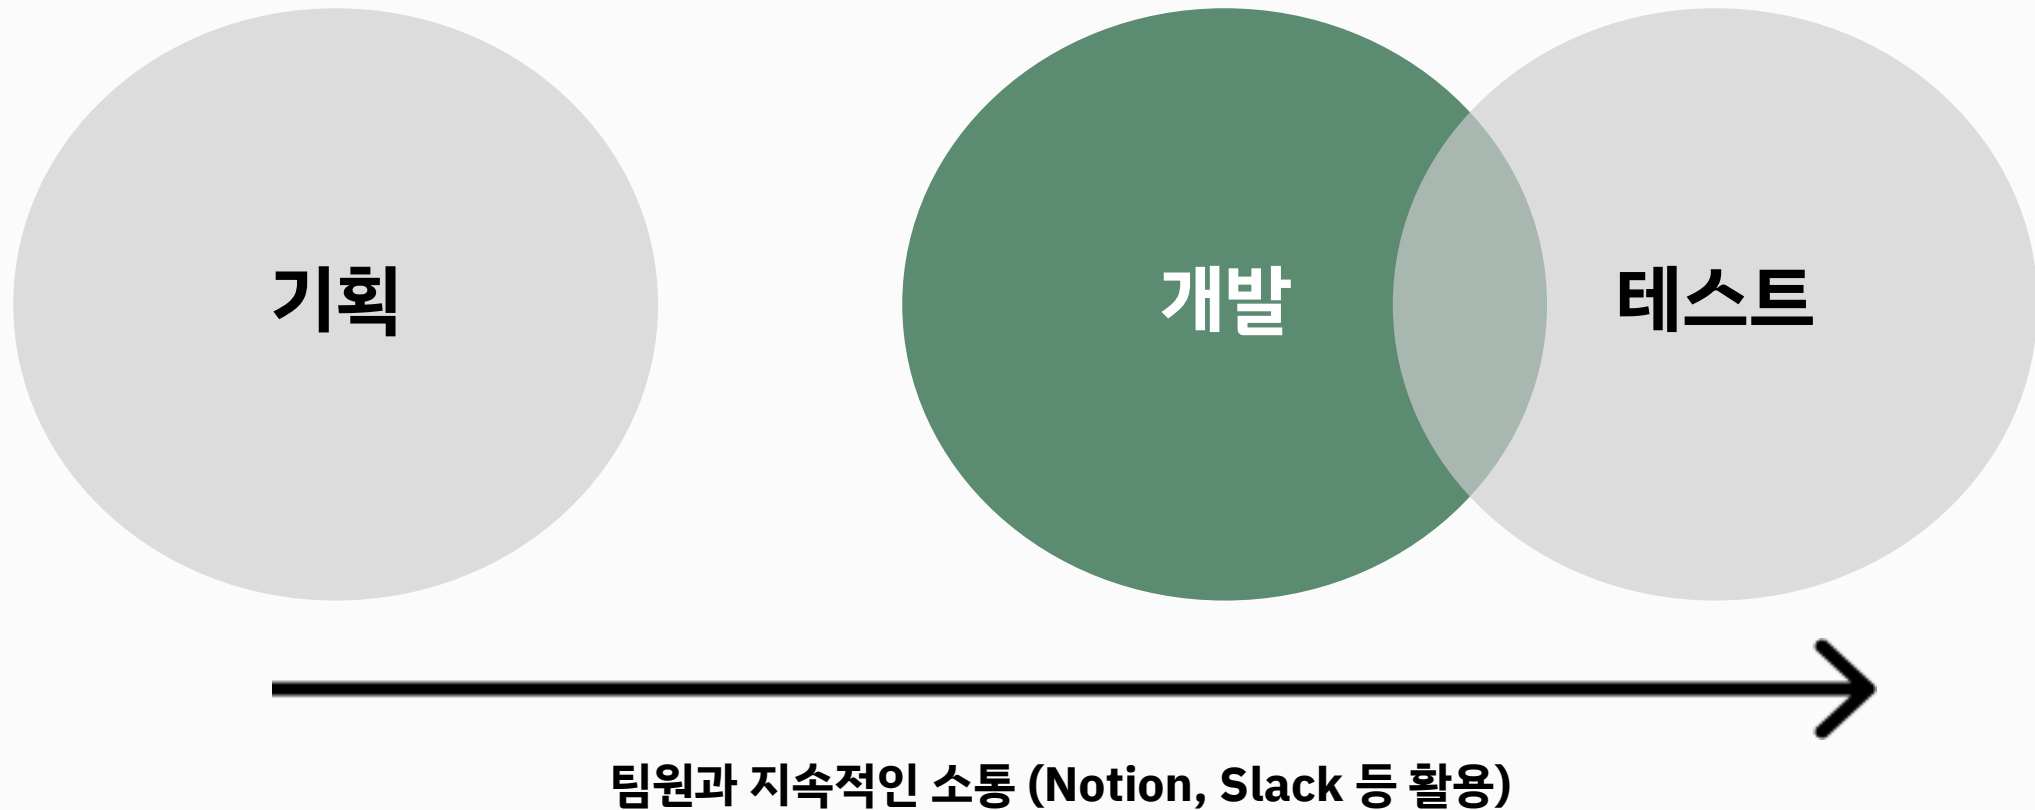 기획
개발
테스트
팀원과 지속적인 소통 (Notion, Slack 등 활용)